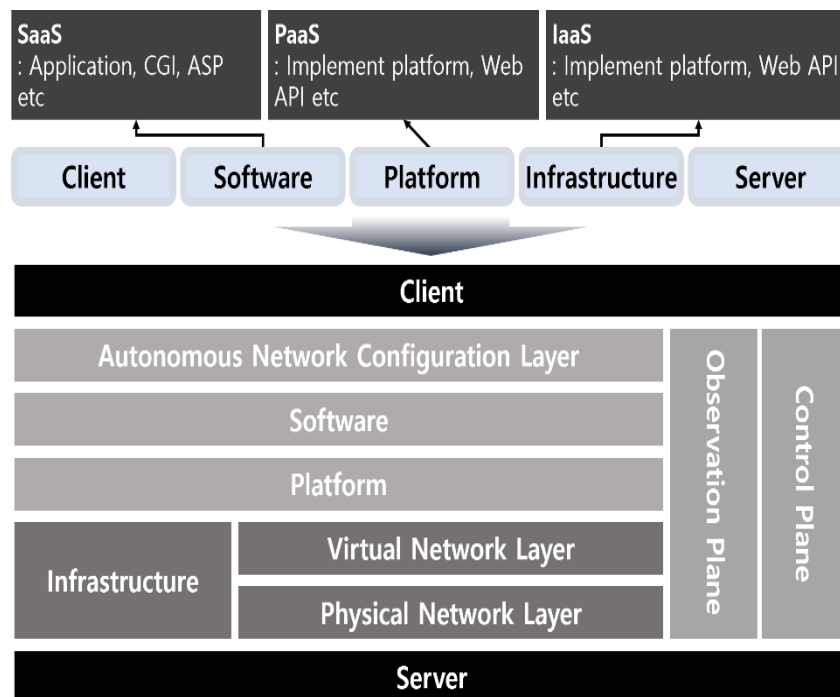 SaaS
: Application, CGI, ASP
etc
PaaS
: Implement platform, Web
API etc
IaaS
: Implement platform, Web API
etc
Client
Software
Platform
Infrastructure
Server
Client
Autonomous Network Configuration Layer
Software
Platform
Infrastructure
Virtual Network Layer
Physical Network Layer
Observation Plane
Control Plane
Server